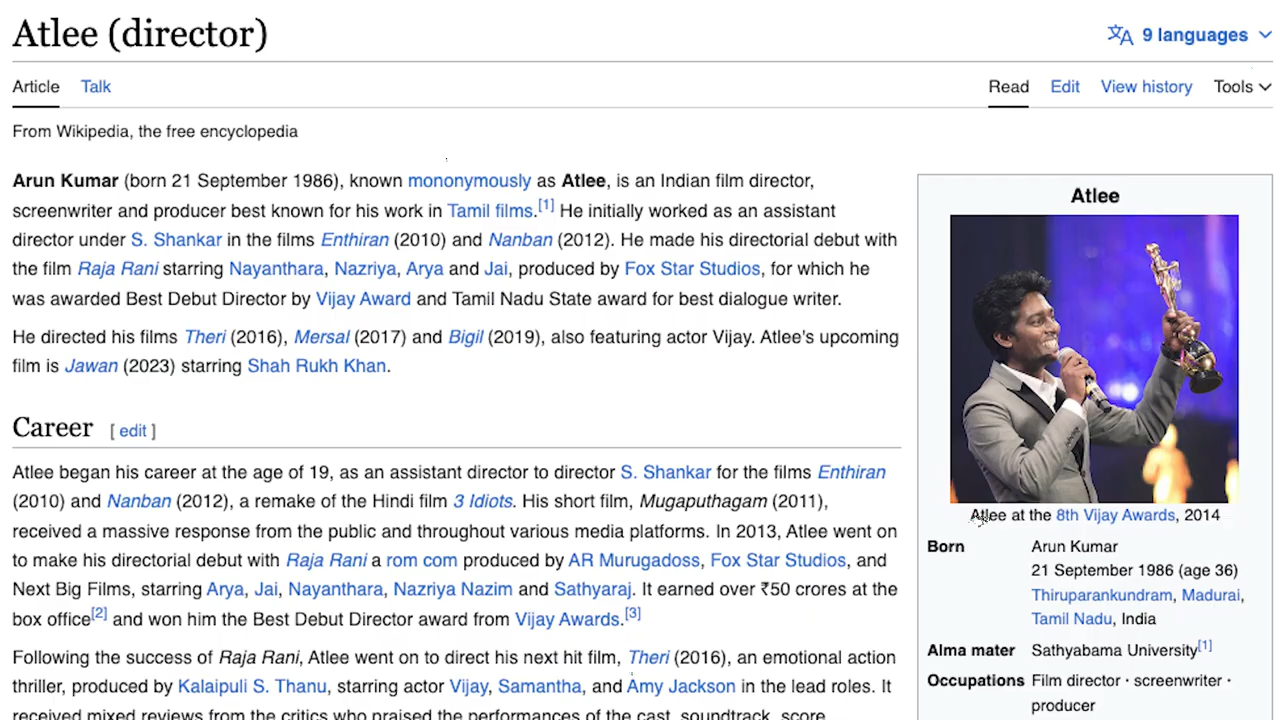 Atlee (director)
9 languages
Article Talk
Read Edit View history Tools
From Wikipedia, the free encyclopedia
Arun Kumar (born 21 September 1986), known mononymously as Atlee, is an Indian film director,
screenwriter and producer best known for his work in Tamil films.[1] He initially worked as an assistant
director under S. Shankar in the films Enthiran (2010) and Nanban (2012). He made his directorial debut with
the film Raja Rani starring Nayanthara, Nazriya, Arya and Jai, produced by Fox Star Studios, for which he
was awarded Best Debut Director by Vijay Award and Tamil Nadu State award for best dialogue writer.
He directed his films Theri (2016), Mersal (2017) and Bigil (2019), also featuring actor Vijay. Atlee's upcoming
film is Jawan (2023) starring Shah Rukh Khan.
Career [ edit ]
Atlee began his career at the age of 19, as an assistant director to director S. Shankar for the films Enthiran
(2010) and Nanban (2012), a remake of the Hindi film 3 Idiots. His short film, Mugaputhagam (2011),
received a massive response from the public and throughout various media platforms. In 2013, Atlee went on
to make his directorial debut with Raja Rani a rom com produced by AR Murugadoss, Fox Star Studios, and
Next Big Films, starring Arya, Jai, Nayanthara, Nazriya Nazim and Sathyaraj. It earned over ₹50 crores at the
box office[2] and won him the Best Debut Director award from Vijay Awards.[3]
Following the success of Raja Rani, Atlee went on to direct his next hit film, Theri (2016), an emotional action
thriller, produced by Kalaipuli S. Thanu, starring actor Vijay, Samantha, and Amy Jackson in the lead roles. It
received mixed reviews from the critics who praised the performances of the cast, soundtrack, score
Atlee
Atlee at the 8th Vijay Awards, 2014
Born Arun Kumar
21 September 1986 (age 36)
Thiruparankundram, Madurai,
Tamil Nadu, India
Alma mater Sathyabama University[1]
Occupations Film director · screenwriter ·
producer